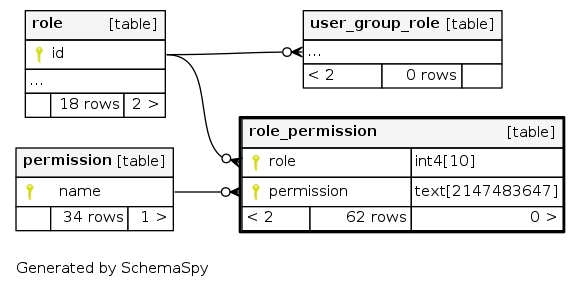 role [table]
id
...
18 rows 2 >
user_group_role [table]
...
< 2 0 rows
permission [table]
name
34 rows 1 >
role_permission [table]
role int4[10]
permission text[2147483647]
< 2 62 rows 0 >
Generated by SchemaSpy